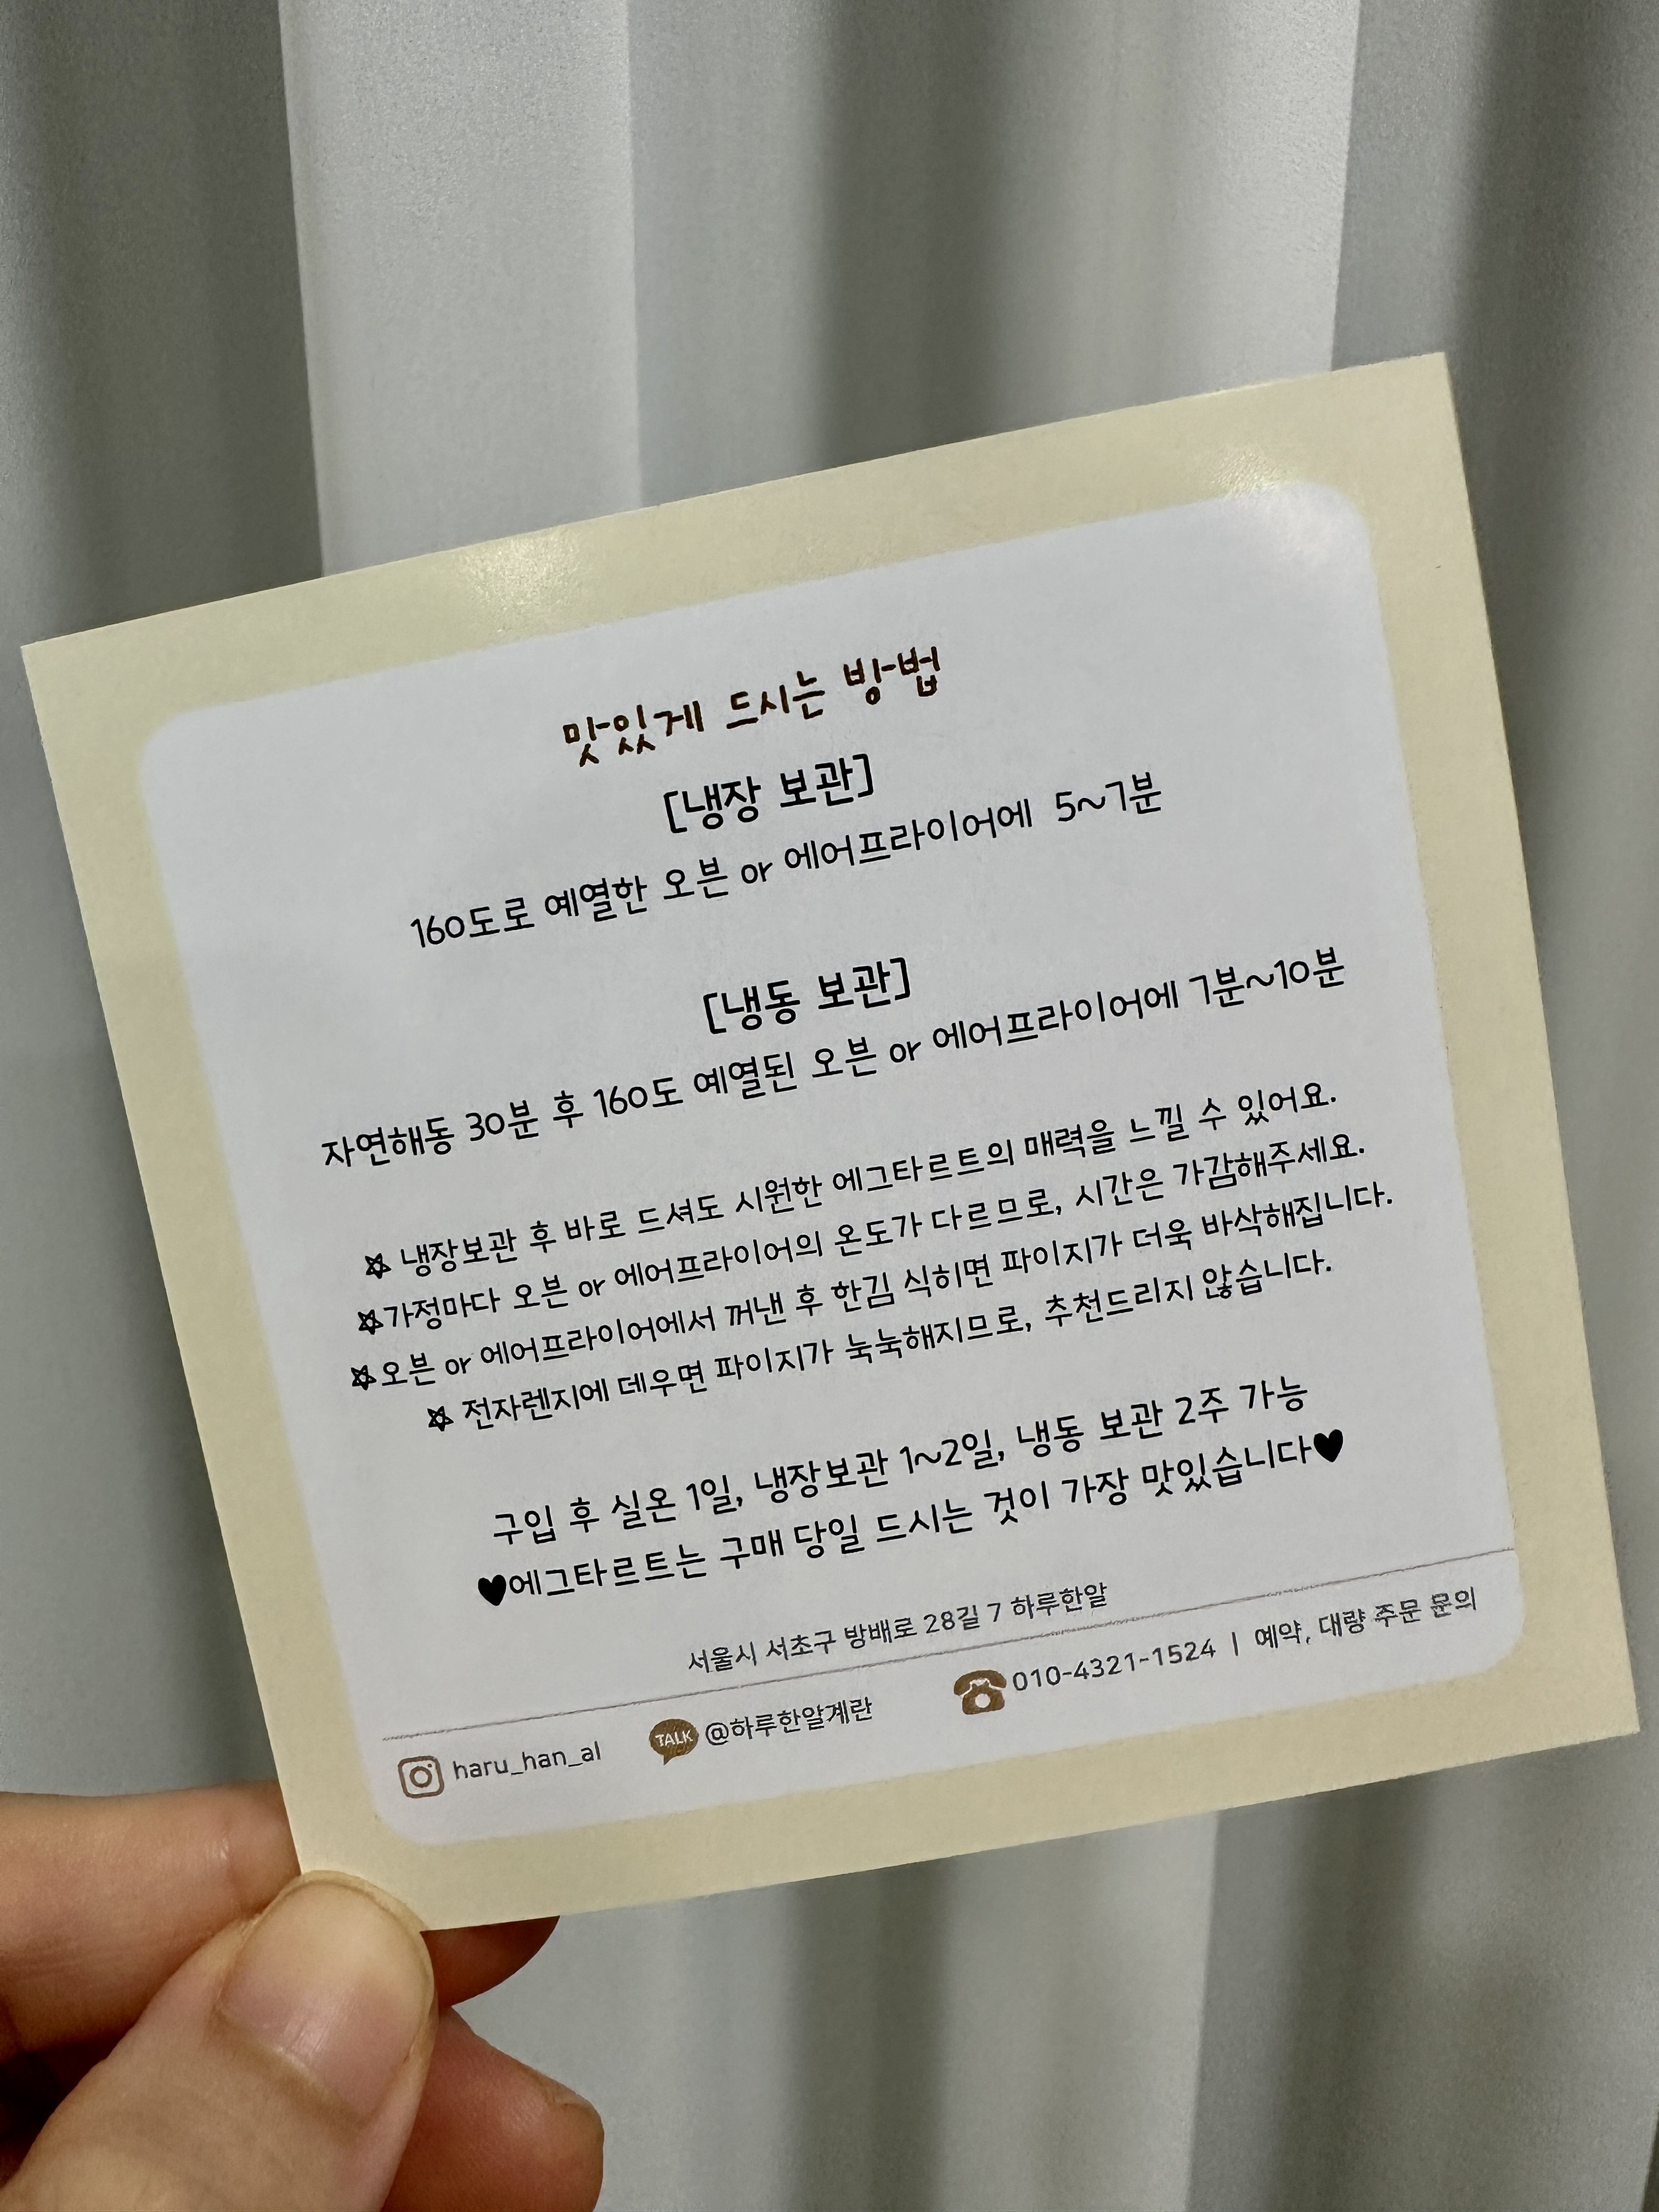 맛있게 드시는 방법
[냉장 보관]
160도로 예열한 오븐 or 에어프라이어에 5~7분
[냉동 보관]
자연해동 30분 후 160도 예열된 오븐 or 에어프라이어에 7분~10분
✯ 냉장보관 후 바로 드셔도 시원한 에그타르트의 매력을 느낄 수 있어요.
✯가정마다 오븐 or 에어프라이어의 온도가 다르므로, 시간은 가감해주세요.
✯오븐 or 에어프라이어에서 꺼낸 후 한김 식히면 파이지가 더욱 바삭해집니다.
✯ 전자렌지에 데우면 파이지가 눅눅해지므로, 추천드리지 않습니다.
구입 후 실온 1일, 냉장보관 1~2일, 냉동 보관 2주 가능
♥에그타르트는 구매 당일 드시는 것이 가장 맛있습니다♥
서울시 서초구 방배로 28길 7 하루한알
haru_han_al TALK @하루한알계란 ☎010-4321-1524 | 예약, 대량 주문 문의